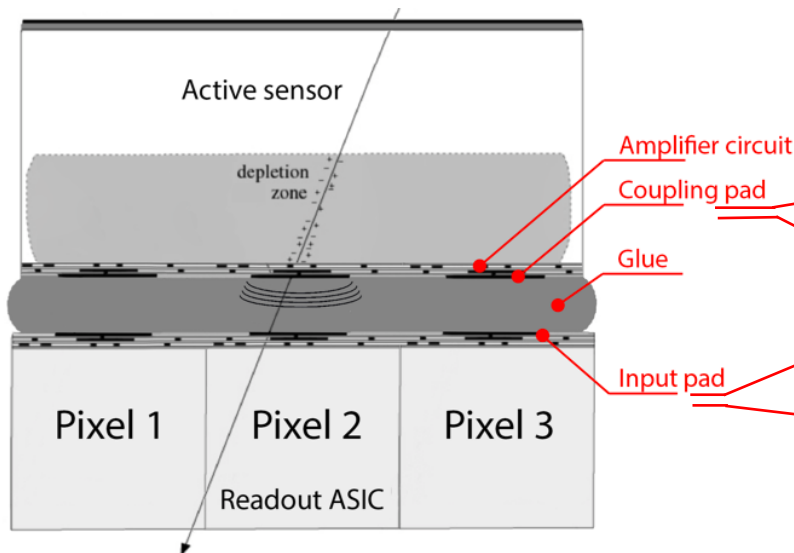 Active sensor
depletion
zone
Amplifier circuit
Coupling pad
Glue
Input pad
Pixel 1
Pixel 2
Pixel 3
Readout ASIC